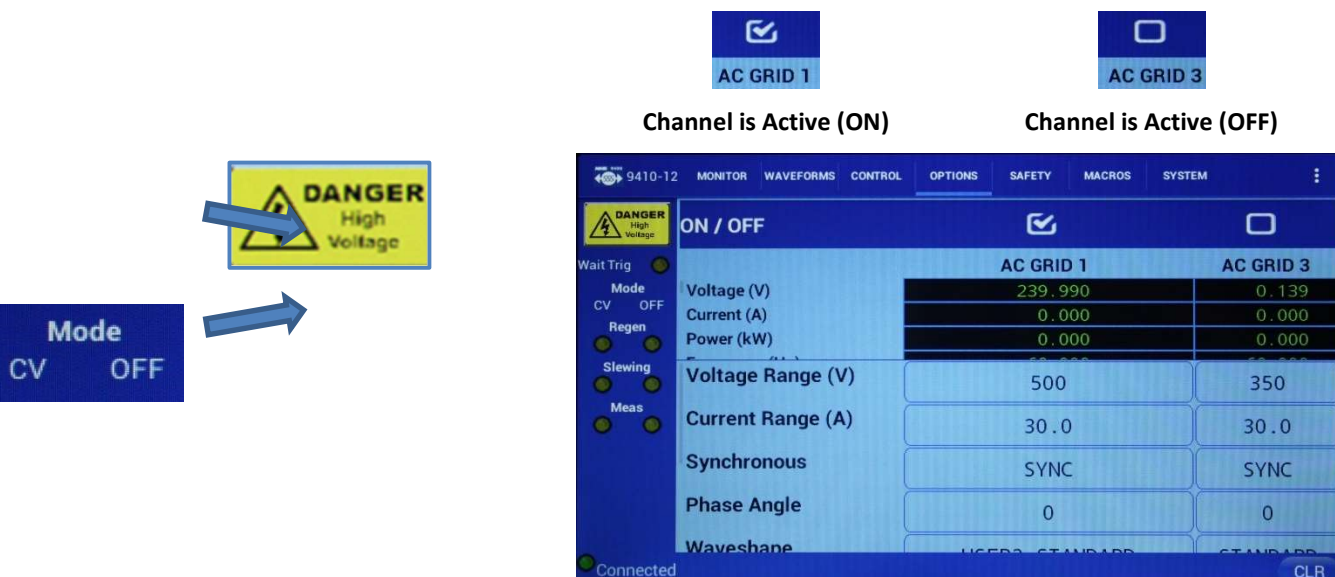 AC GRID 1
AC GRID 3
Channel is Active (ON)
Channel is Active (OFF)
DANGER
High
Voltage
Mode
CV OFF
9410-12 MONITOR WAVEFORMS CONTROL OPTIONS SAFETY MACROS SYSTEM
DANGER
High
Voltage
ON / OFF
Wait Trig
AC GRID 1 AC GRID 3
Mode
CV OFF
Voltage (V) 239.990 0.139
Current (A) 0.000 0.000
Regen
Power (kW) 0.000 0.000
Slewing
Voltage Range (V) 500 350
Meas
Current Range (A) 30.0 30.0
Synchronous SYNC SYNC
Phase Angle 0 0
Waveshape
Connected CLR